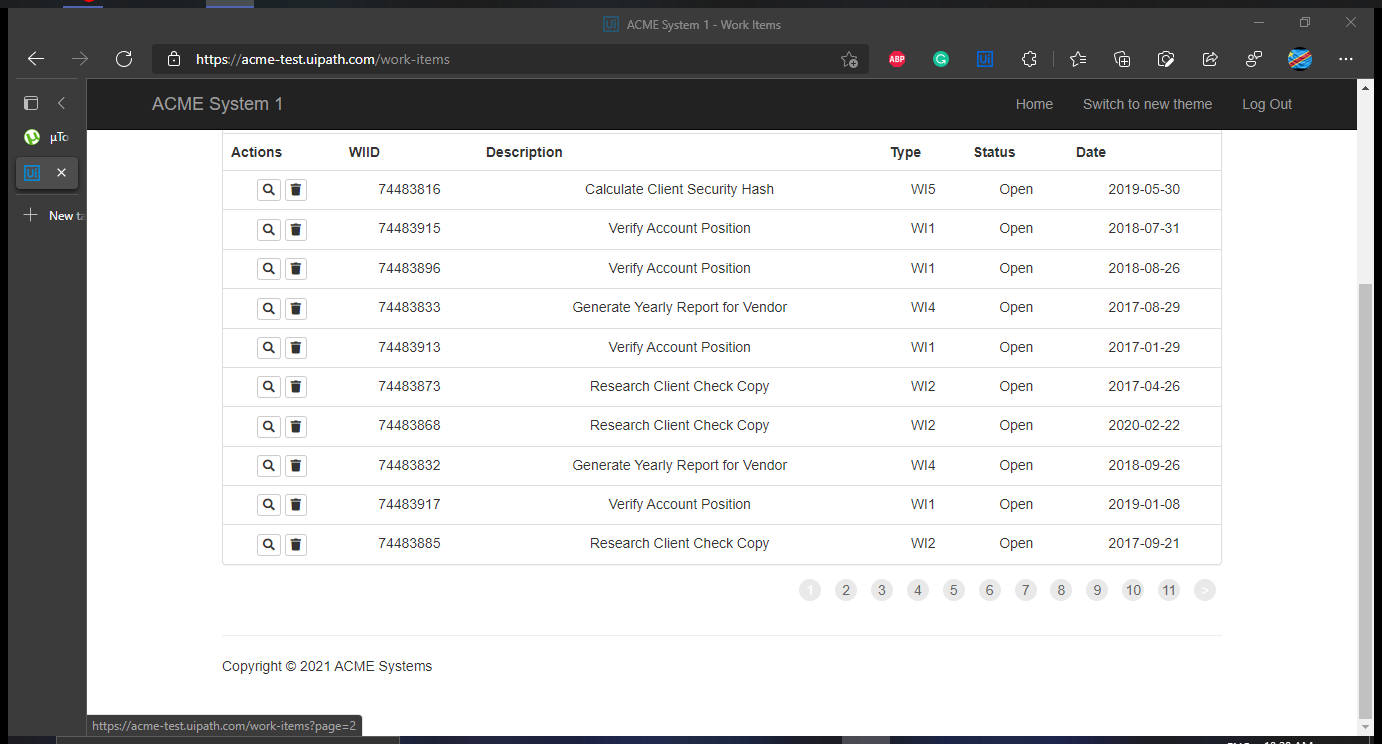 ACME System 1 - Work Items
https://acme-test.uipath.com/work-items
ABP
G
Ui
ACME System 1 Home Switch to new theme Log Out
µTo
Ui
New ta
Actions WIID Description Type Status Date
74483816 Calculate Client Security Hash WI5 Open 2019-05-30
74483915 Verify Account Position WI1 Open 2018-07-31
74483896 Verify Account Position WI1 Open 2018-08-26
74483833 Generate Yearly Report for Vendor WI4 Open 2017-08-29
74483913 Verify Account Position WI1 Open 2017-01-29
74483873 Research Client Check Copy WI2 Open 2017-04-26
74483868 Research Client Check Copy WI2 Open 2020-02-22
74483832 Generate Yearly Report for Vendor WI4 Open 2018-09-26
74483917 Verify Account Position WI1 Open 2019-01-08
74483885 Research Client Check Copy WI2 Open 2017-09-21
1 2 3 4 5 6 7 8 9 10 11 >
Copyright © 2021 ACME Systems
https://acme-test.uipath.com/work-items?page=2